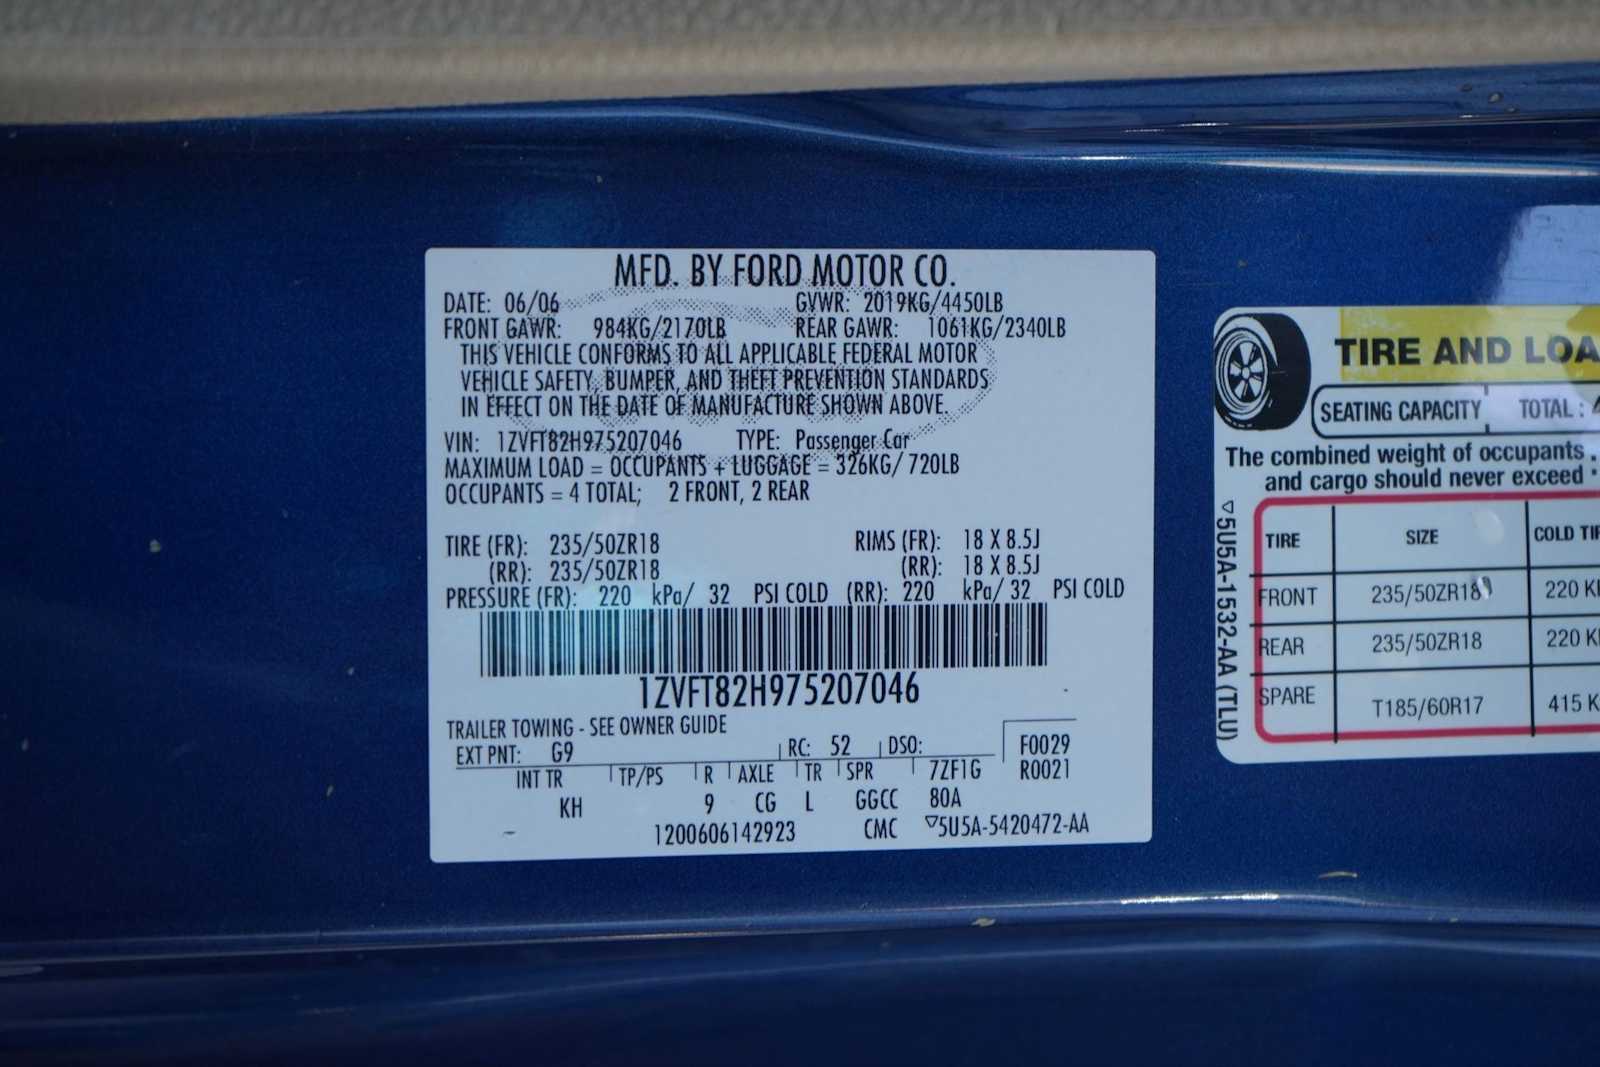 MFD. BY FORD MOTOR CO.
DATE: 06/06 GVWR: 2019KG/4450LB
FRONT GAWR: 984KG/2170LB REAR GAWR: 1061KG/2340LB
THIS VEHICLE CONFORMS TO ALL APPLICABLE FEDERAL MOTOR
VEHICLE SAFETY, BUMPER, AND THEFT PREVENTION STANDARDS
IN EFFECT ON THE DATE OF MANUFACTURE SHOWN ABOVE.
VIN: 1ZVFT82H975207046 TYPE: Passenger Car
MAXIMUM LOAD = OCCUPANTS + LUGGAGE = 326KG/ 720LB
OCCUPANTS = 4 TOTAL; 2 FRONT, 2 REAR
TIRE (FR): 235/50ZR18 RIMS (FR): 18 X 8.5J
(RR): 235/50ZR18 (RR): 18 X 8.5J
PRESSURE (FR): 220 kPa/ 32 PSI COLD (RR): 220 kPa/ 32 PSI COLD
1ZVFT82H975207046
TRAILER TOWING - SEE OWNER GUIDE
EXT PNT: G9 RC: 52 DSO: F0029
INT TR TP/PS R AXLE TR SPR 7ZF1G R0021
KH 9 CG L GGCC 80A
1200606142923 CMC ▽5U5A-5420472-AA
TIRE AND LOA
SEATING CAPACITY TOTAL :
The combined weight of occupants
and cargo should never exceed
▽5U5A-1532-AA (TLU)
TIRE SIZE COLD TIR
FRONT 235/50ZR18 220 K
REAR 235/50ZR18 220 K
SPARE T185/60R17 415 K